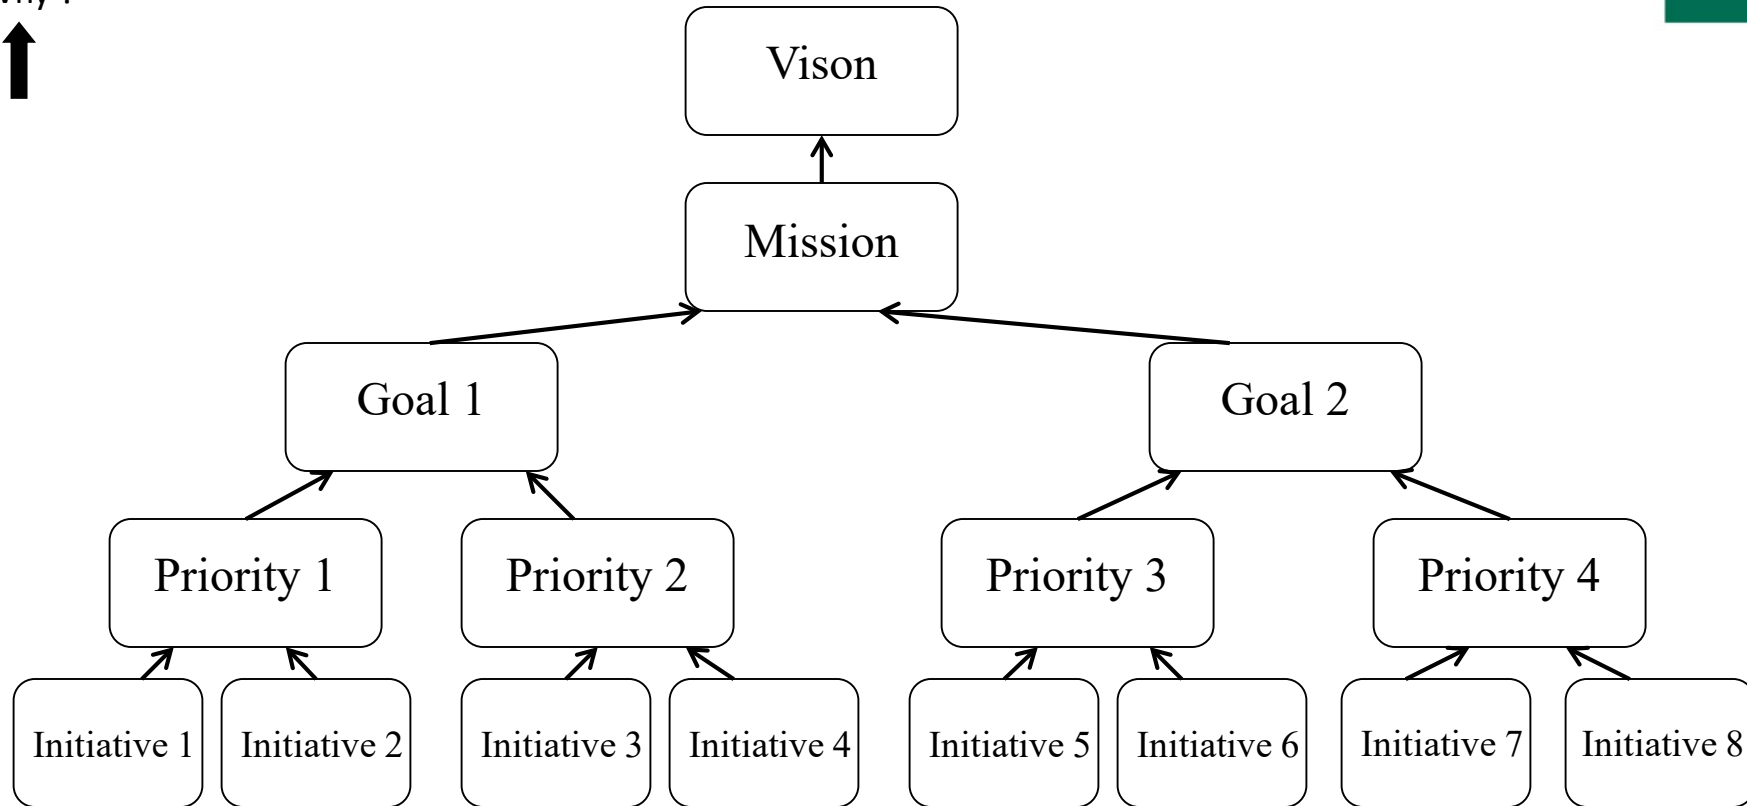 Vison
Mission
Goal 1
Goal 2
Priority 1
Priority 2
Priority 3
Priority 4
Initiative 1
Initiative 2
Initiative 3
Initiative 4
Initiative 5
Initiative 6
Initiative 7
Initiative 8